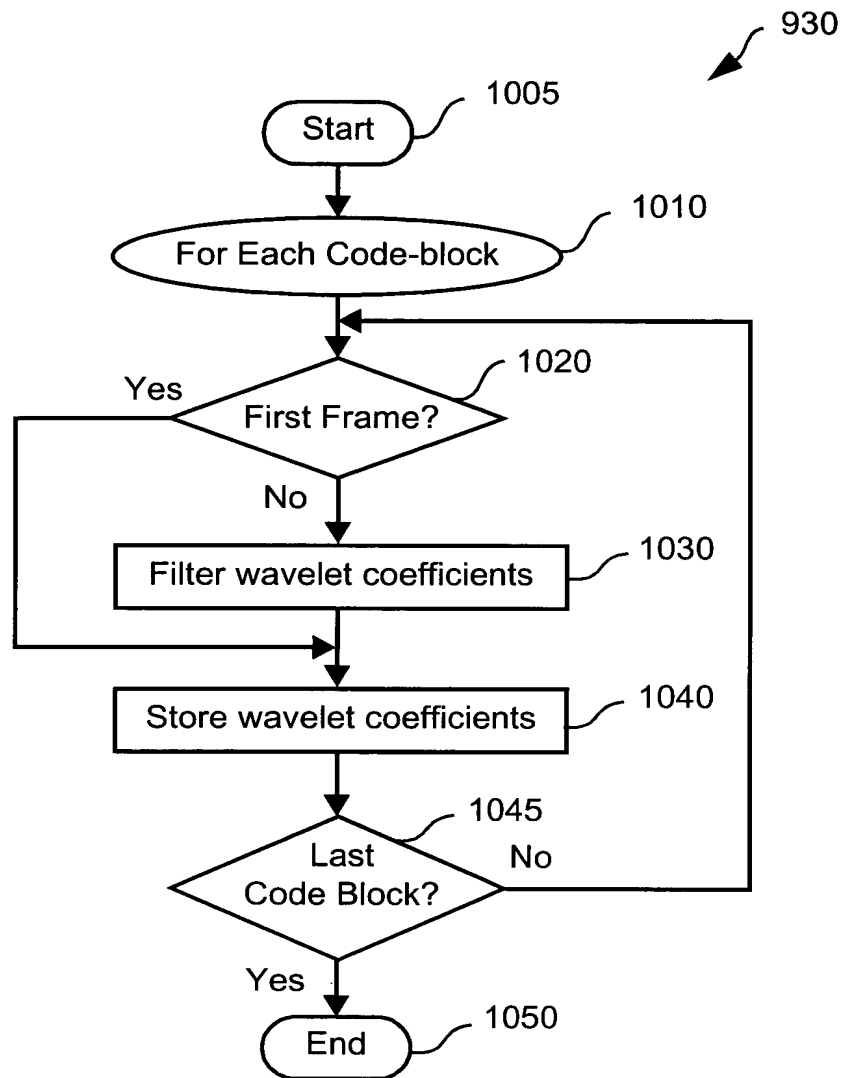 930
1005
Start
1010
For Each Code-block
1020
Yes
First Frame?
No
1030
Filter wavelet coefficients
1040
Store wavelet coefficients
1045
Last
Code Block?
No
Yes
1050
End